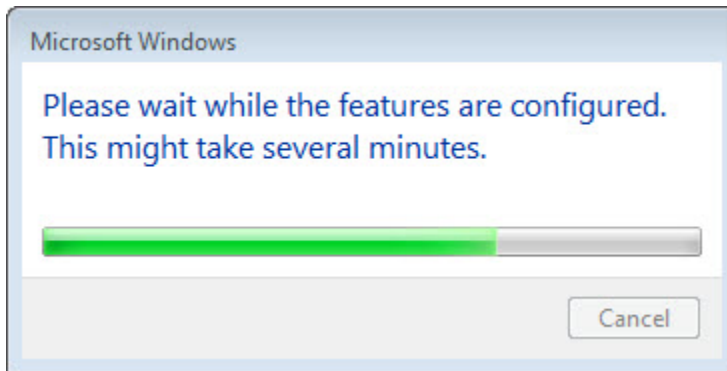 Microsoft Windows
Please wait while the features are configured.
This might take several minutes.
Cancel